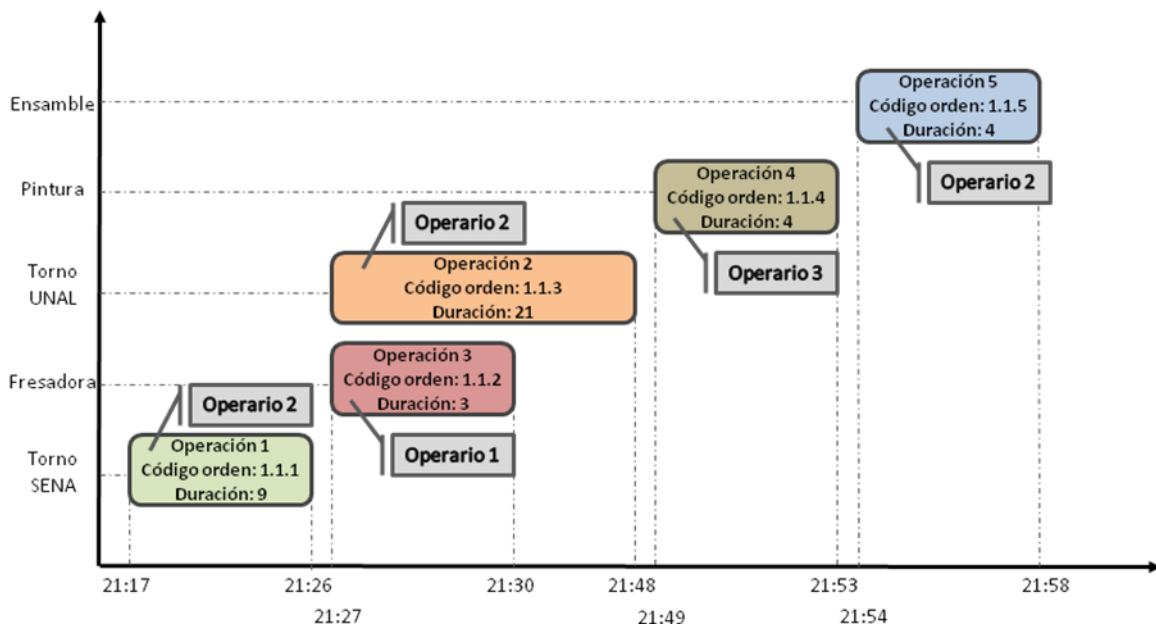 Ensamble
Operación 5
Código orden: 1.1.5
Duración: 4
Operario 2
Pintura
Operación 4
Código orden: 1.1.4
Duración: 4
Operario 3
Operario 2
Torno
UNAL
Operación 2
Código orden: 1.1.3
Duración: 21
Fresadora
Operación 3
Código orden: 1.1.2
Duración: 3
Operario 1
Operario 2
Torno
SENA
Operación 1
Código orden: 1.1.1
Duración: 9
21:17
21:26
21:30
21:48
21:53
21:58
21:27
21:49
21:54